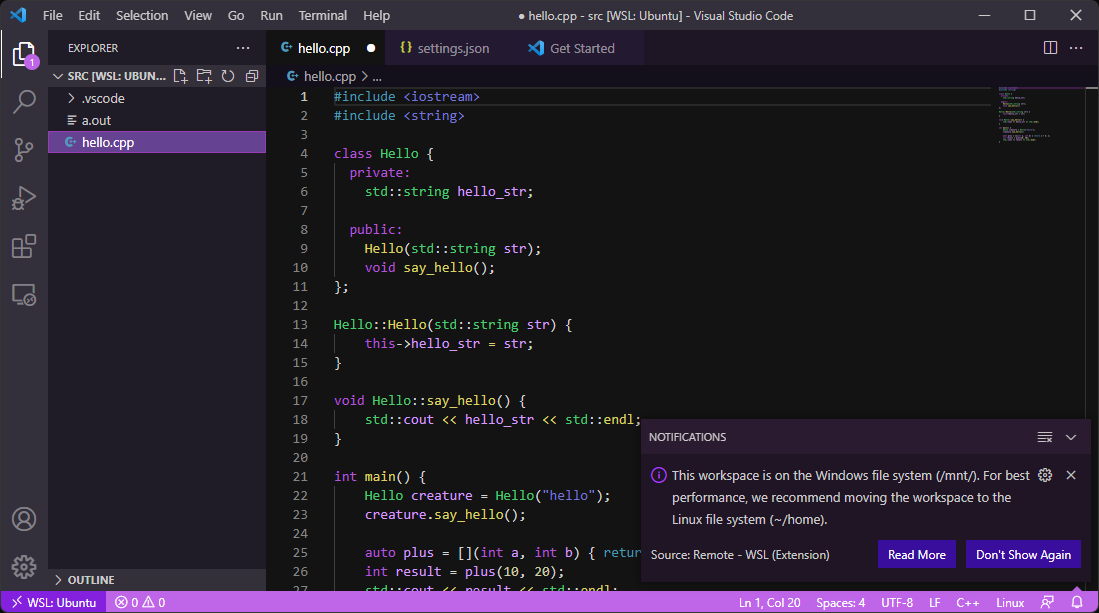 File Edit Selection View Go Run Terminal Help ● hello.cpp - src [WSL: Ubuntu] - Visual Studio Code
EXPLORER ···
hello.cpp ● {} settings.json Get Started ···
1
SRC [WSL: UBUN...
.vscode
a.out
hello.cpp
OUTLINE
hello.cpp > ...
1 #include <iostream>
2 #include <string>
3
4 class Hello {
5 private:
6 std::string hello_str;
7
8 public:
9 Hello(std::string str);
10 void say_hello();
11 };
12
13 Hello::Hello(std::string str) {
14 this->hello_str = str;
15 }
16
17 void Hello::say_hello() {
18 std::cout << hello_str << std::endl;
19 }
20
21 int main() {
22 Hello creature = Hello("hello");
23 creature.say_hello();
24
25 auto plus = [](int a, int b) { retur
26 int result = plus(10, 20);
27 std::cout << result << std::endl;
NOTIFICATIONS
This workspace is on the Windows file system (/mnt/). For best
performance, we recommend moving the workspace to the
Linux file system (~/home).
Source: Remote - WSL (Extension) Read More Don't Show Again
WSL: Ubuntu 0 0 Ln 1, Col 20 Spaces: 4 UTF-8 LF C++ Linux